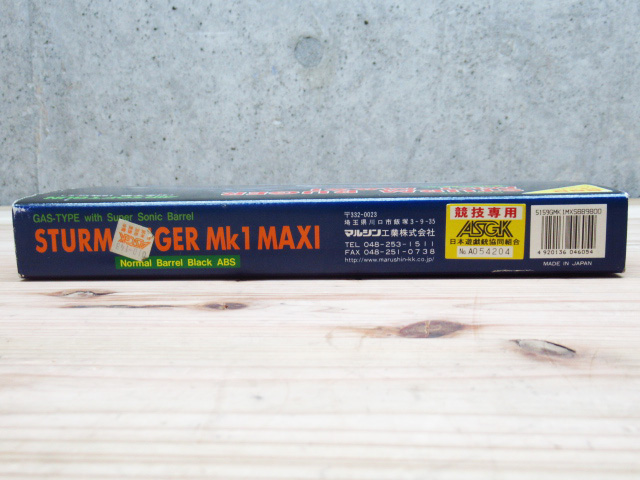 GAS-TYPE with Super Sonic Barrel
STURM GER Mk1 MAXI
Normal Barrel Black ABS
〒332-0023
埼玉県川口市飯塚3-9-35
マルシン工業株式会社
TEL 048-253-1511
FAX 048-251-0738
http://www.marushin-kk.co.jp
競技専用
ASGK
日本遊戯銃協同組合
No A054204
4 920136 046054
MADE IN JAPAN